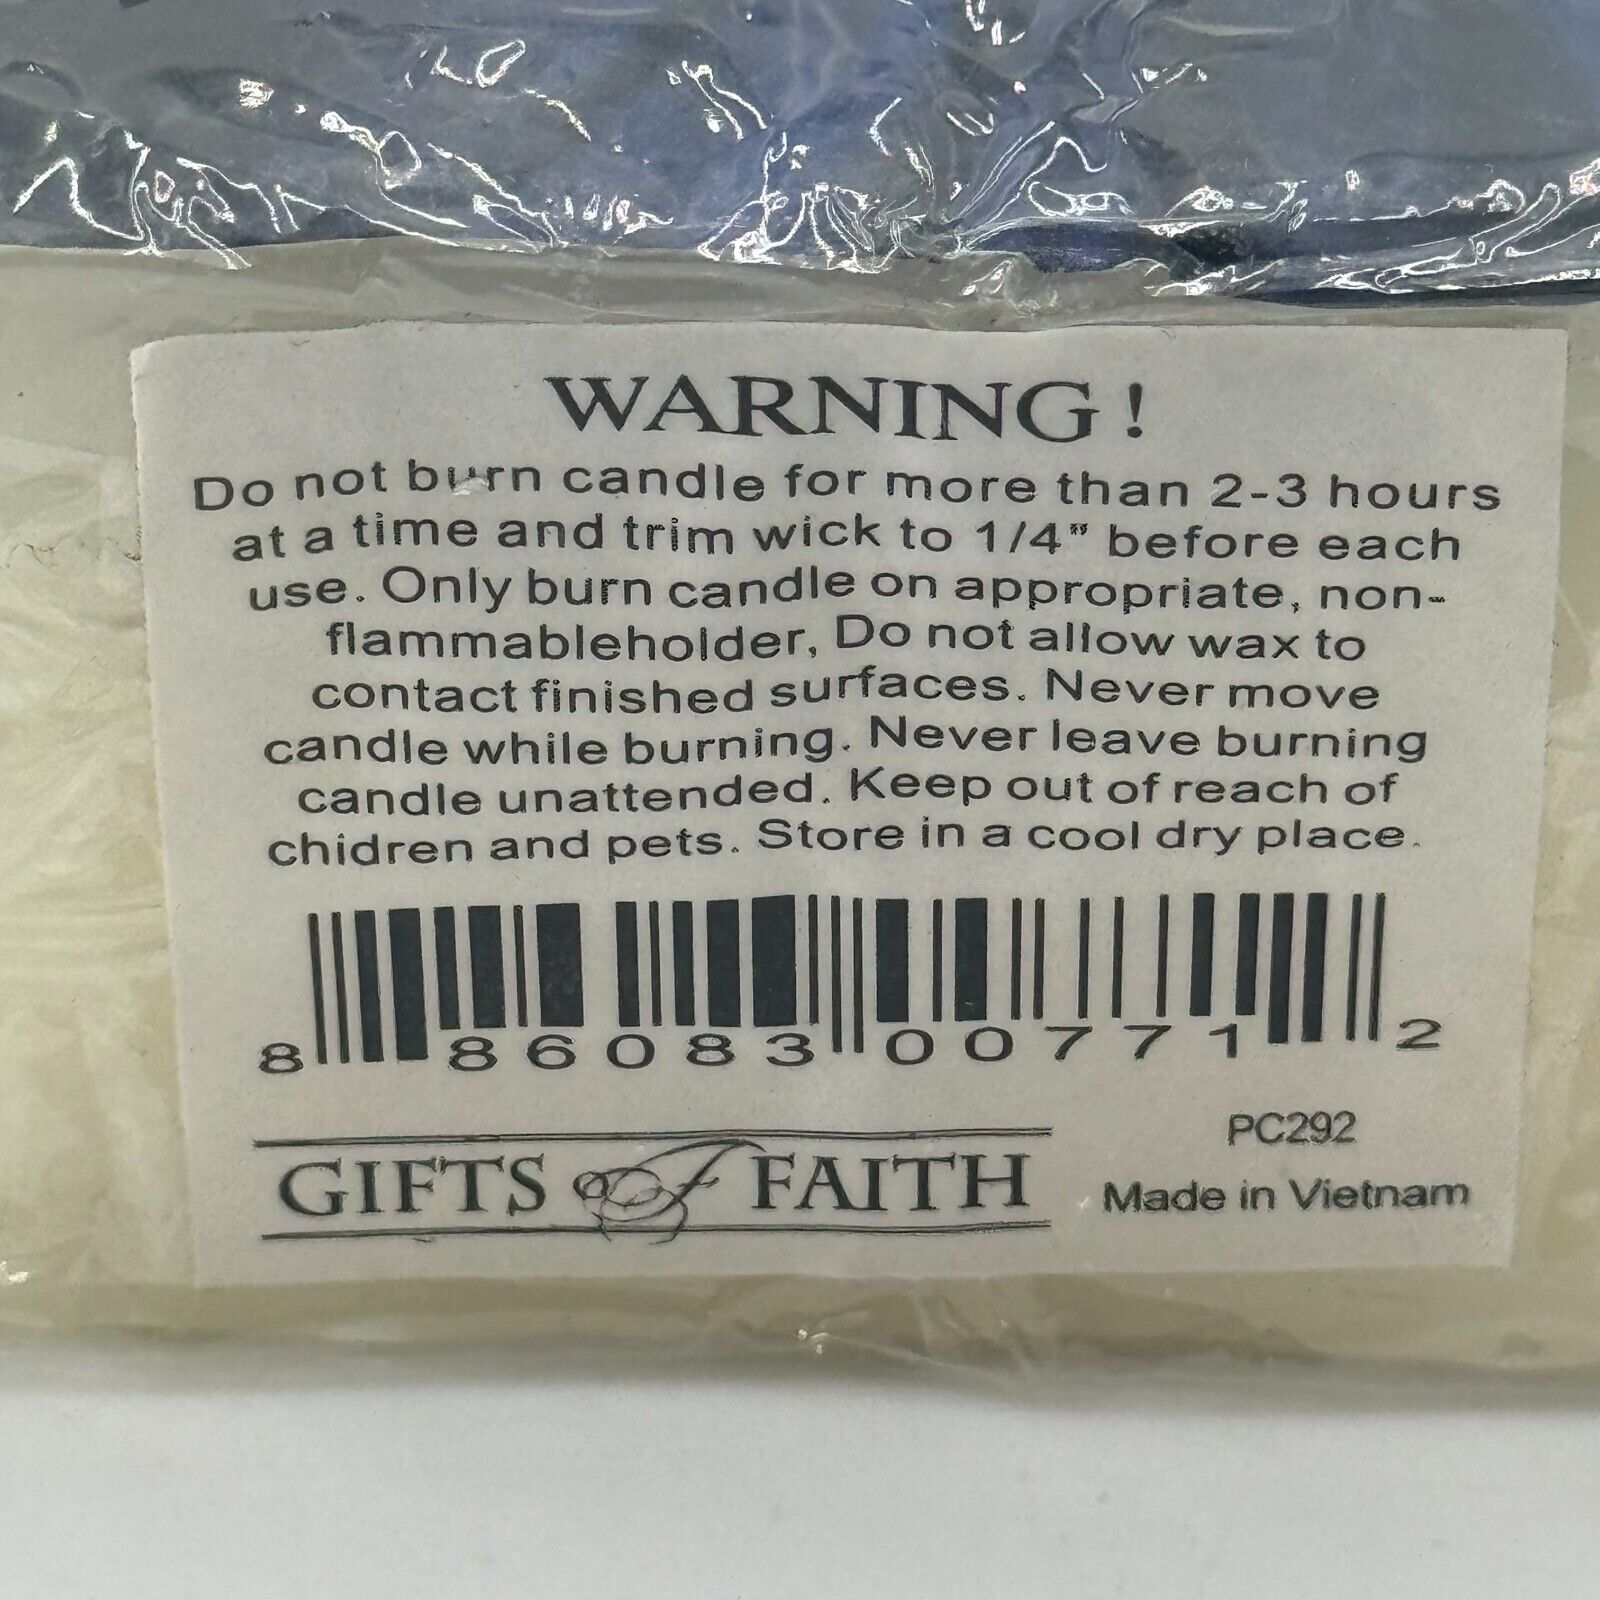 WARNING!
Do not burn candle for more than 2-3 hours
at a time and trim wick to 1/4" before each
use. Only burn candle on appropriate, non-
flammableholder, Do not allow wax to
contact finished surfaces. Never move
candle while burning. Never leave burning
candle unattended. Keep out of reach of
chidren and pets. Store in a cool dry place.
8 86083 00771 2
PC292
GIFTS of FAITH
Made in Vietnam